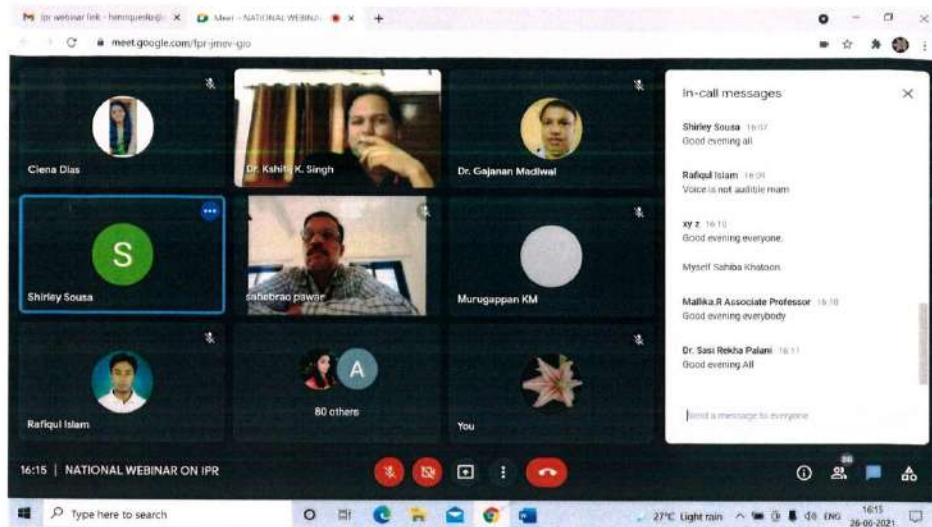 ipr webinar link - henriqueslizi@
Meet - NATIONAL WEBINAR
meet.google.com/fpr-jmev-gio
Ciena Dias
Dr. Kshitij K. Singh
Dr. Gajanan Madiwal
S
Shirley Sousa
sahebrao pawar
Murugappan KM
Rafiqul Islam
A
80 others
You
In-call messages
Shirley Sousa 16:07
Good evening all
Rafiqul Islam 16:09
Voice is not audible mam
xy z 16:10
Good evening everyone.
Myself Sahiba Khatoon
Mallika.R Associate Professor 16:10
Good evening everybody
Dr. Sasi Rekha Palani 16:11
Good evening All
Send a message to everyone
16:15 | NATIONAL WEBINAR ON IPR
Type here to search
27°C Light rain
ENG
16:15
26-06-2021